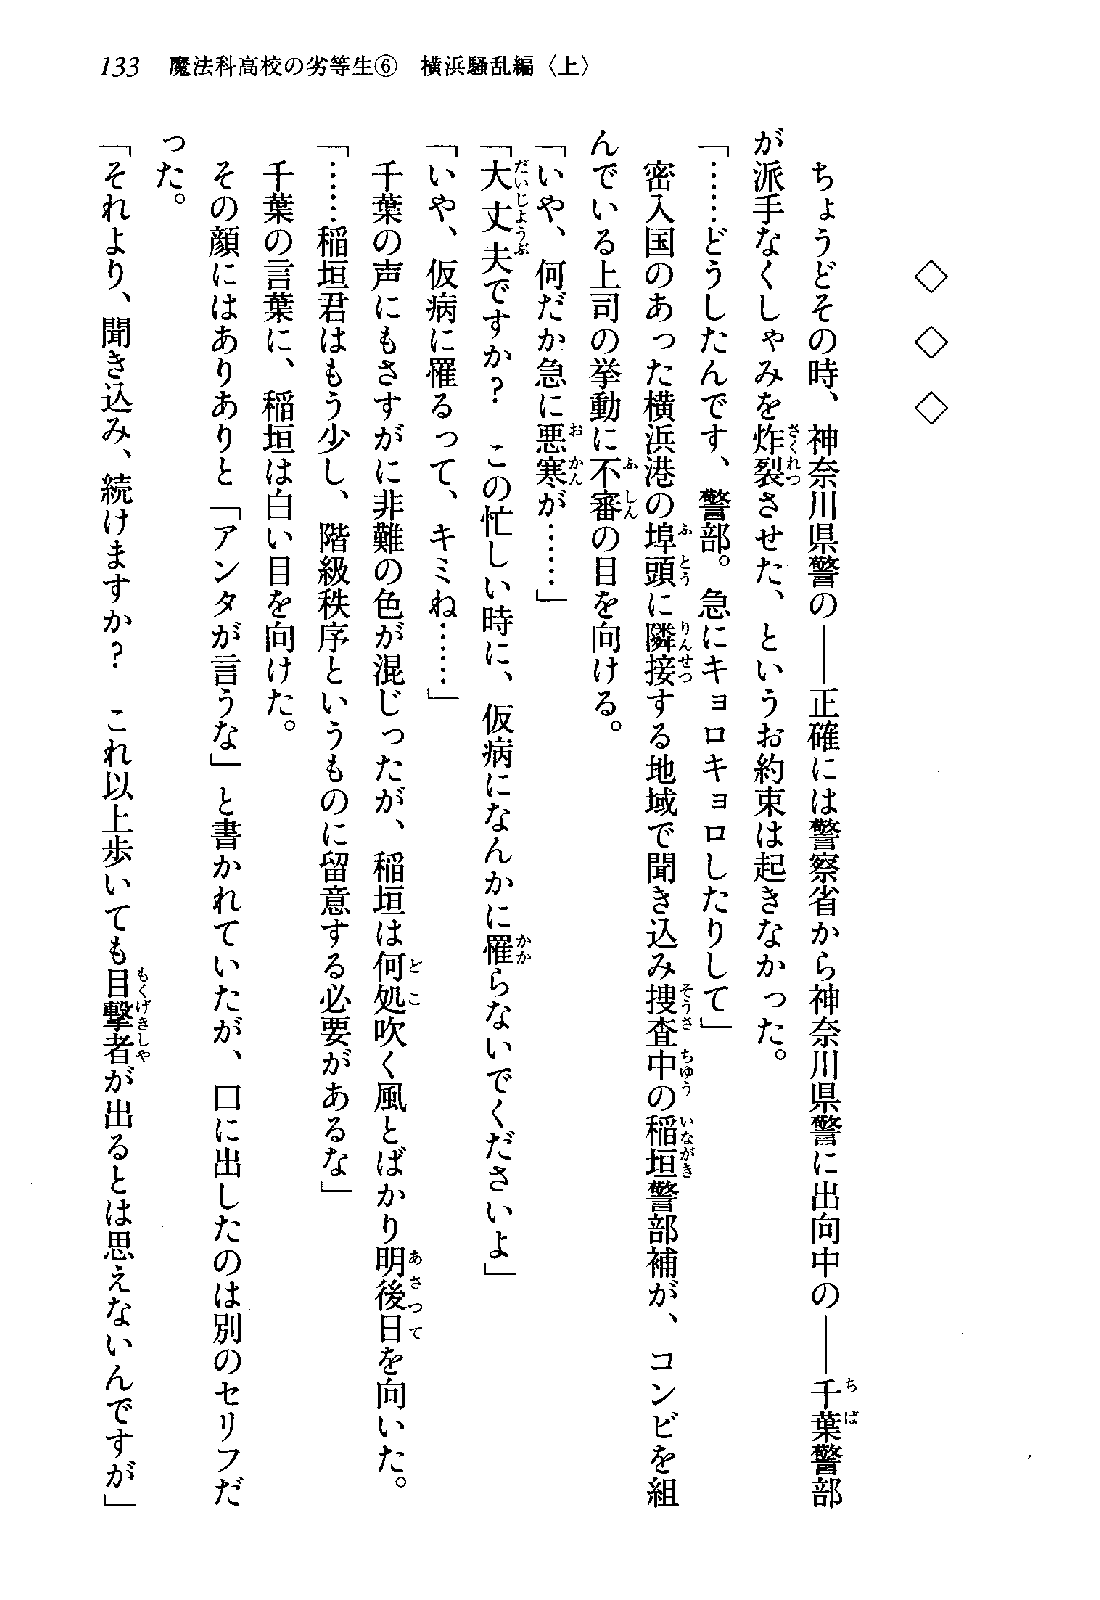 133 魔法科高校の劣等生⑥ 横浜騒乱編〈上〉
◇ ◇ ◇
　ちょうどその時、神奈川県警の――正確には警察省から神奈川県警に出向中の――千葉警部
が派手なくしゃみを炸裂させた、というお約束は起きなかった。
「……どうしたんです、警部。急にキョロキョロしたりして」
　密入国のあった横浜港の埠頭に隣接する地域で聞き込み捜査中の稲垣警部補が、コンビを組
んでいる上司の挙動に不審の目を向ける。
「いや、何だか急に悪寒が……」
「大丈夫ですか？　この忙しい時に、仮病になんかに罹らないでくださいよ」
「いや、仮病に罹るって、キミね……」
　千葉の声にもさすがに非難の色が混じったが、稲垣は何処吹く風とばかり明後日を向いた。
「……稲垣君はもう少し、階級秩序というものに留意する必要があるな」
　千葉の言葉に、稲垣は白い目を向けた。
　その顔にはありありと「アンタが言うな」と書かれていたが、口に出したのは別のセリフだ
った。
「それより、聞き込み、続けますか？　これ以上歩いても目撃者が出るとは思えないんですが」